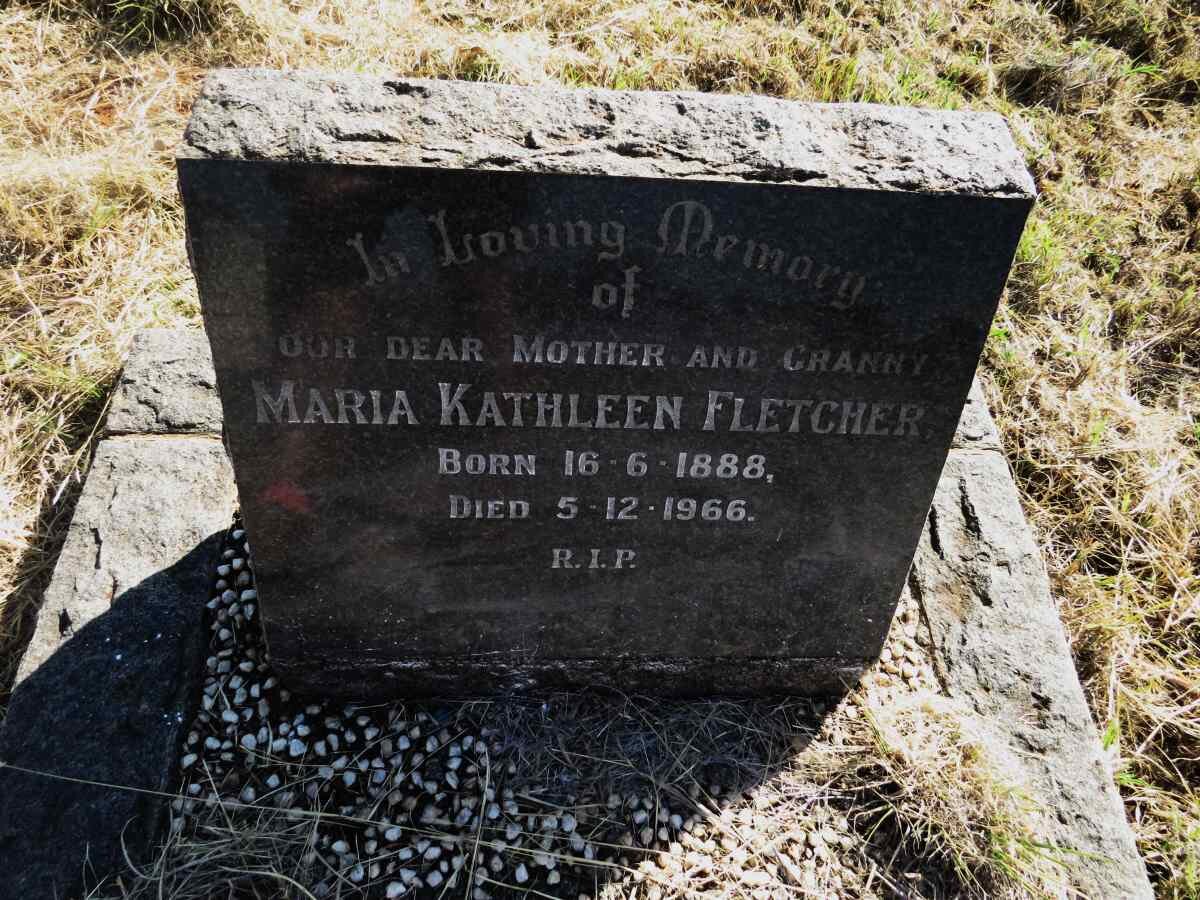 In Loving Memory
of
OUR DEAR MOTHER AND GRANNY
MARIA KATHLEEN FLETCHER
BORN 16·6·1888,
DIED 5·12·1966.
R.I.P.